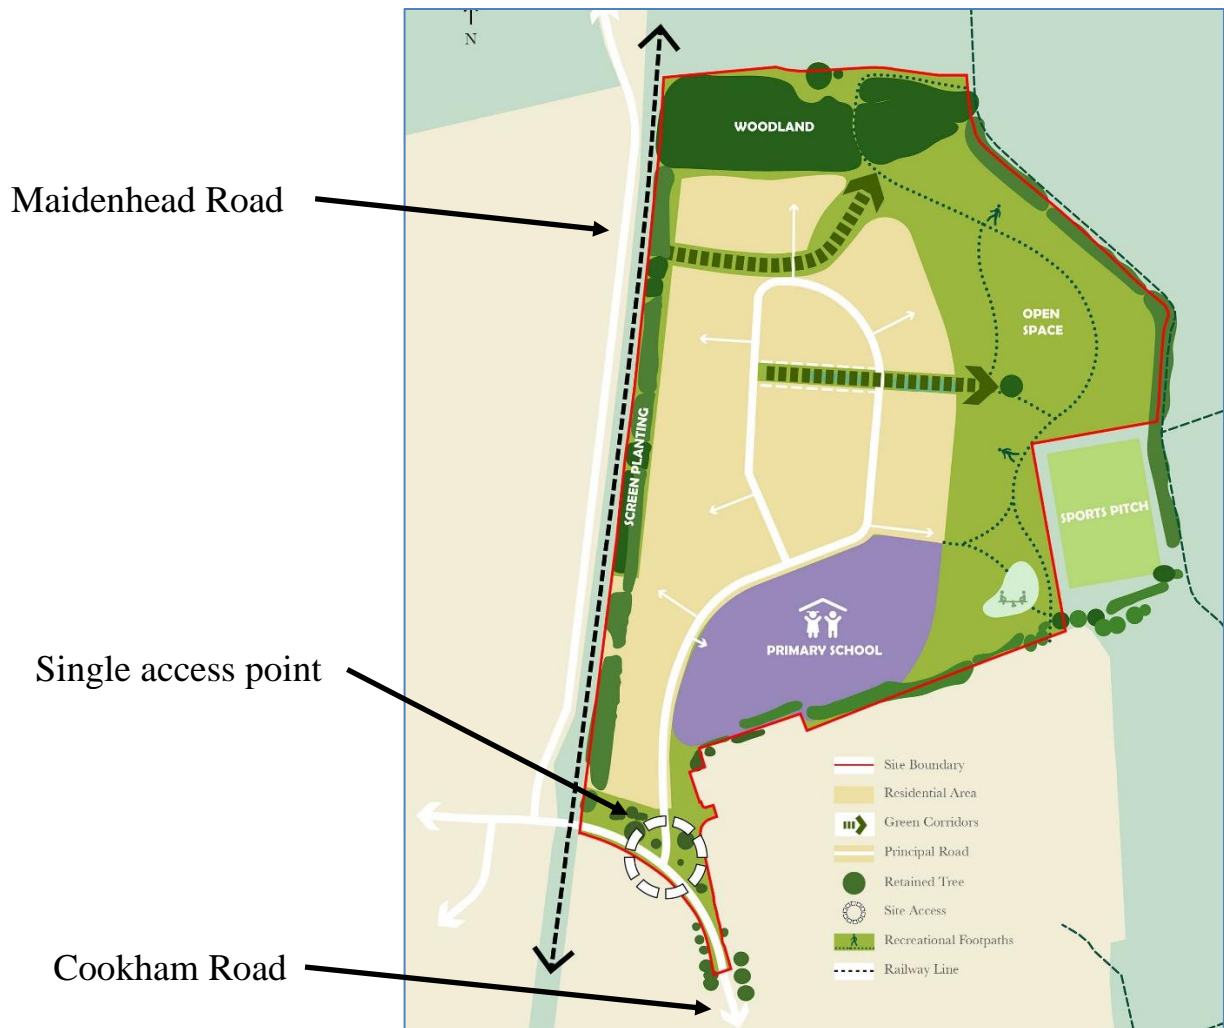 N
WOODLAND
Maidenhead Road
OPEN
SPACE
SCREEN PLANTING
SPORTS PITCH
PRIMARY SCHOOL
Single access point
Site Boundary
Residential Area
Green Corridors
Principal Road
Retained Tree
Site Access
Recreational Footpaths
Railway Line
Cookham Road